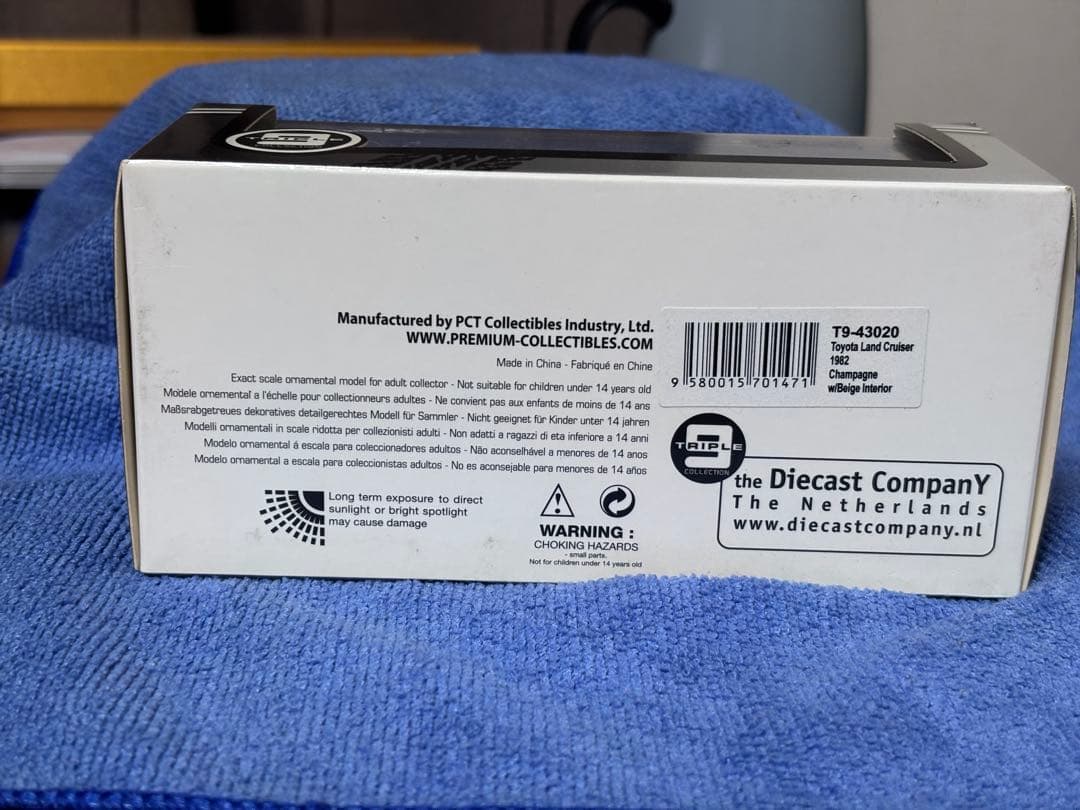 Manufactured by PCT Collectibles Industry, Ltd.
WWW.PREMIUM-COLLECTIBLES.COM
Made in China - Fabriqué en Chine
Exact scale ornamental model for adult collector - Not suitable for children under 14 years old
Modele ornemental a l'échelle pour collectionneurs adultes - Ne convient pas aux enfants de moins de 14 ans
Maßsrabgetreues dekoratives detailgerechtes Modell für Sammler - Nicht geeignet für Kinder unter 14 jahren
Modelli ornamentali in scale ridotta per collezionisti adulti - Non adatti a ragazzi di eta inferiore a 14 anni
Modelo ornamental á escala para coleccionadores adultos - Não aconselhável a menores de 14 anos
Modelo ornamental a escala para coleccionistas adultos - No es aconsejable para menores de 14 años
Long term exposure to direct
sunlight or bright spotlight
may cause damage
WARNING :
CHOKING HAZARDS
- small parts.
Not for children under 14 years old
9 580015 701471
T9-43020
Toyota Land Cruiser
1982
Champagne
w/Beige Interior
TRIPLE
COLLECTION
the Diecast CompanY
The Netherlands
www.diecastcompany.nl